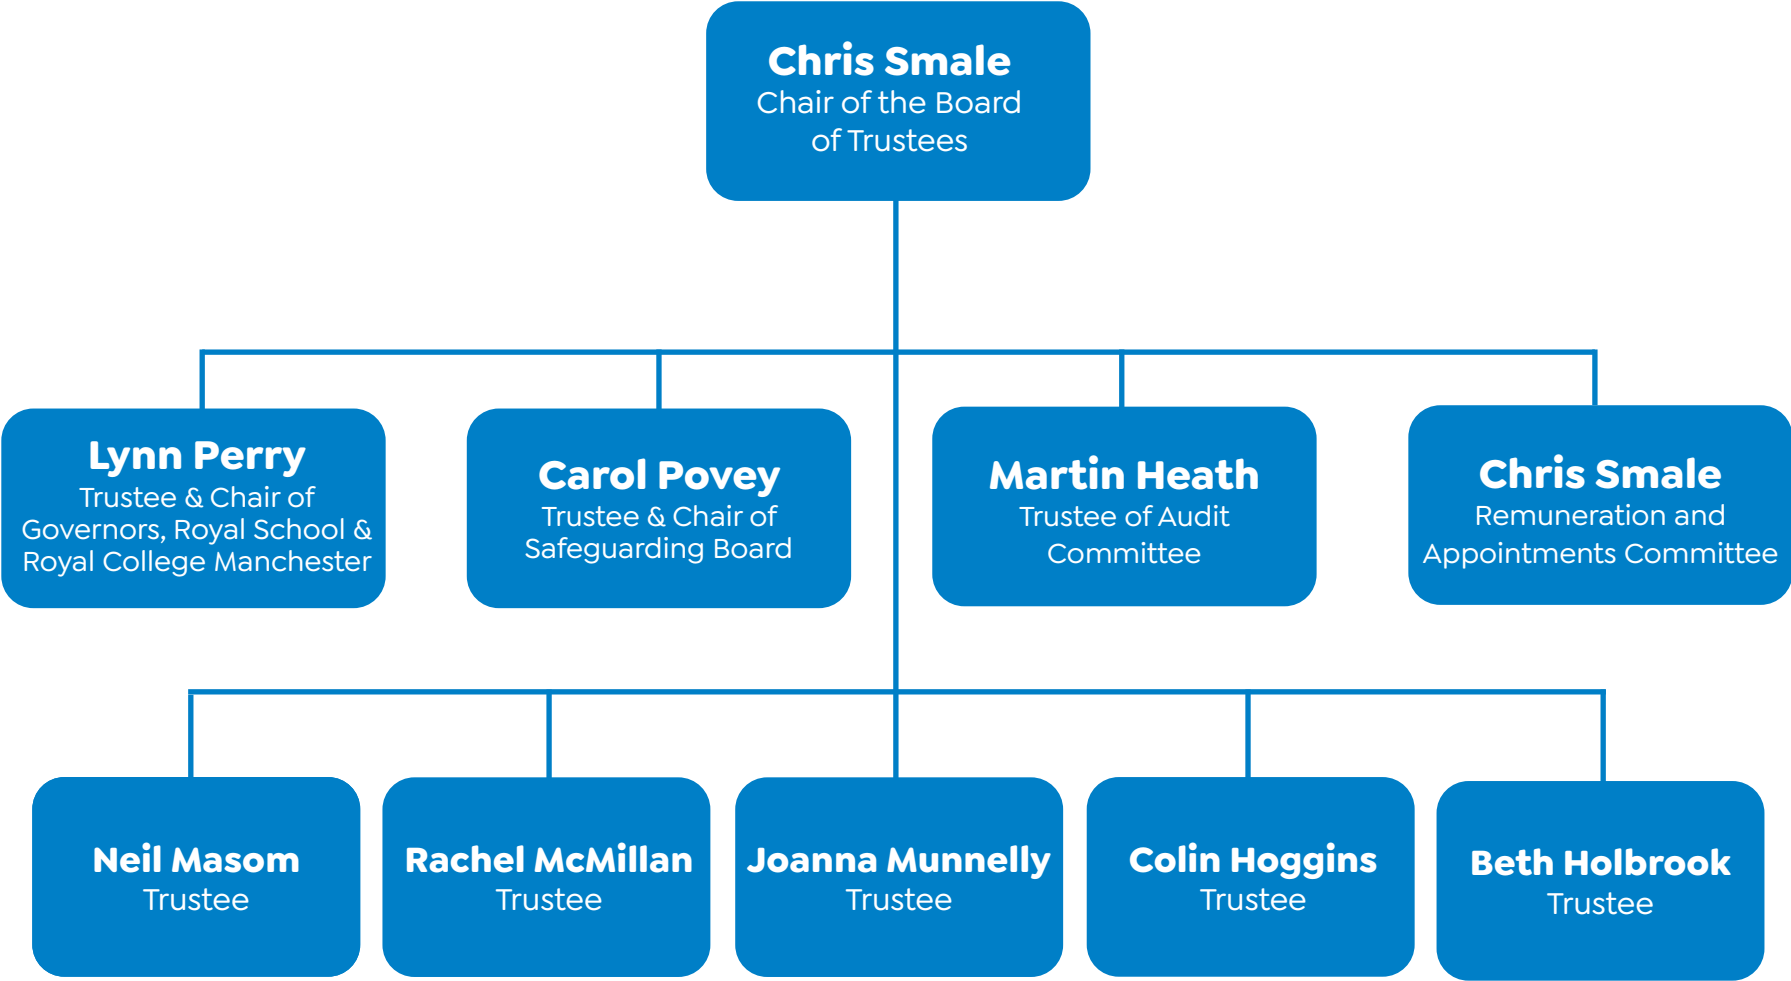 Chris Smale
Chair of the Board
of Trustees
Lynn Perry
Trustee & Chair of
Governors, Royal School &
Royal College Manchester
Carol Povey
Trustee & Chair of
Safeguarding Board
Martin Heath
Trustee of Audit
Committee
Chris Smale
Remuneration and
Appointments Committee
Neil Masom
Trustee
Rachel McMillan
Trustee
Joanna Munnelly
Trustee
Colin Hoggins
Trustee
Beth Holbrook
Trustee